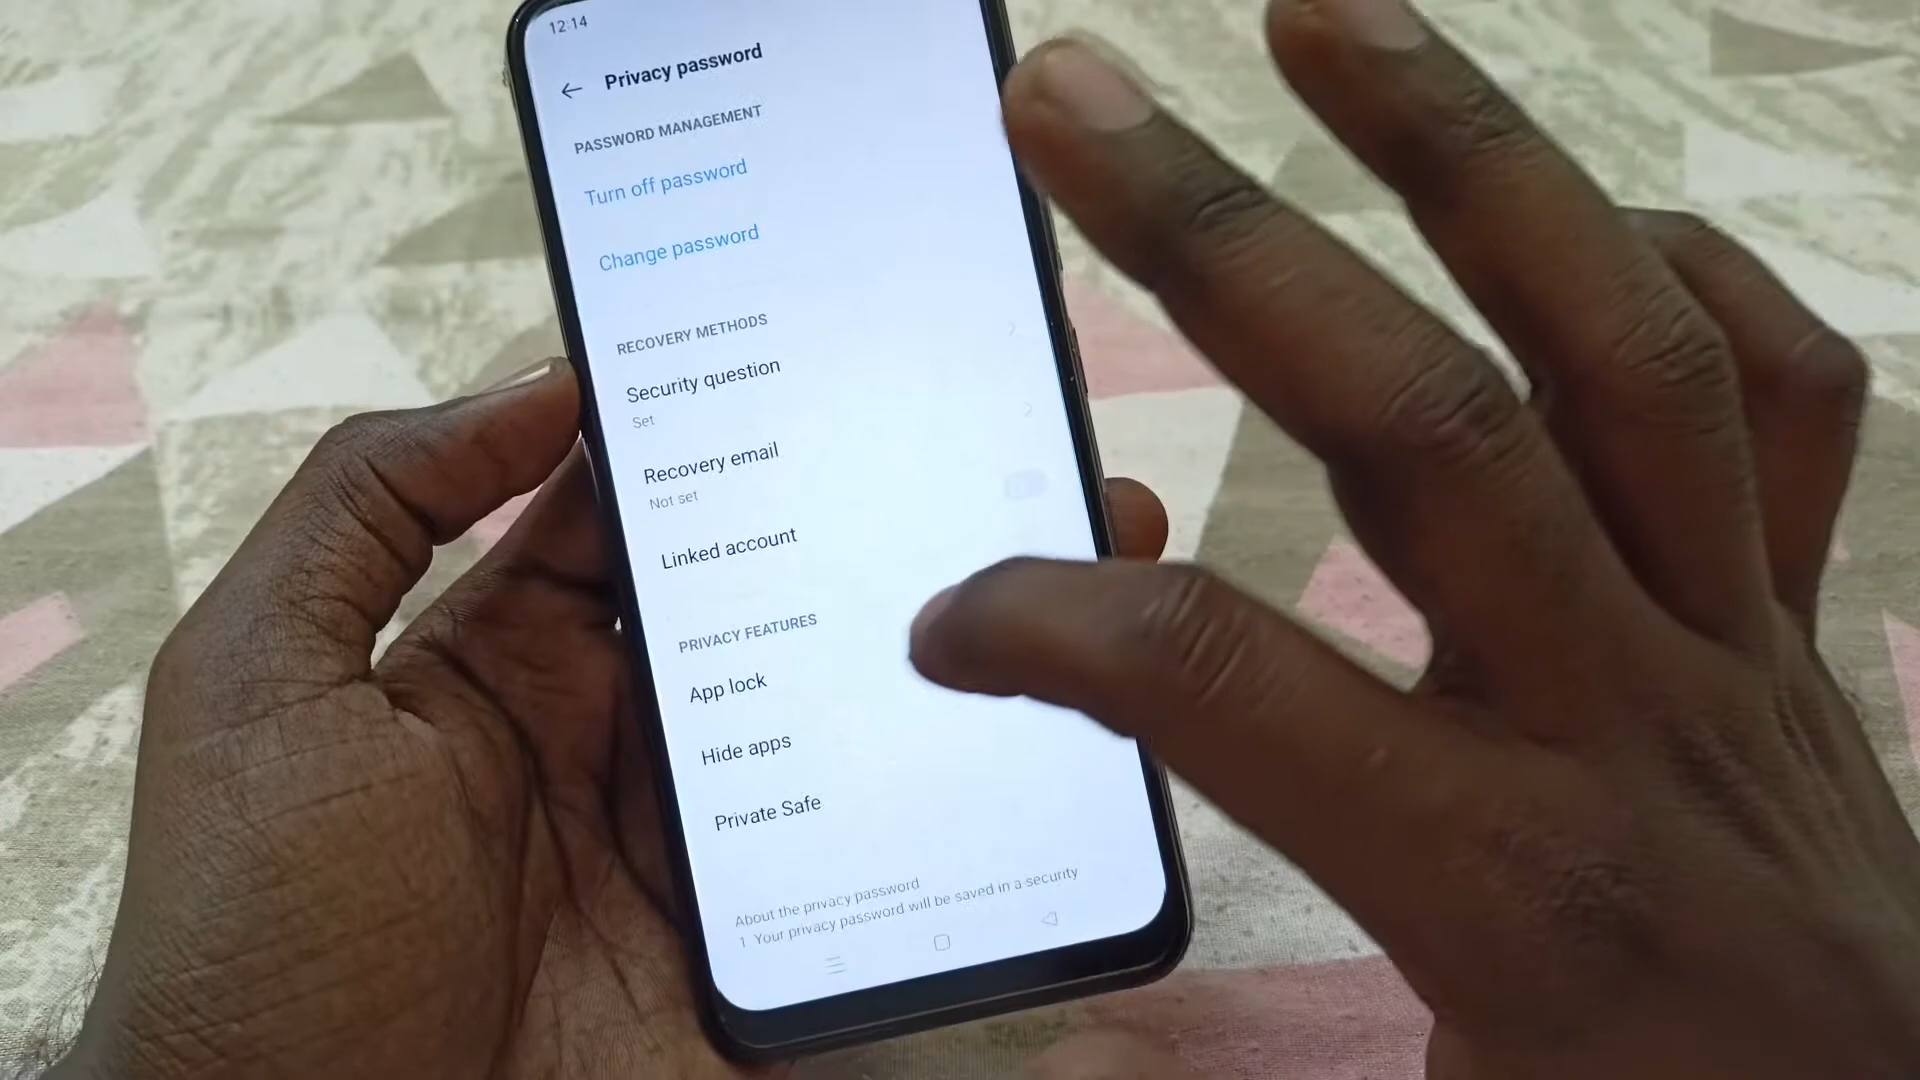 12:14
Privacy password
PASSWORD MANAGEMENT
Turn off password
Change password
RECOVERY METHODS
Security question
Set
Recovery email
Not set
Linked account
PRIVACY FEATURES
App lock
Hide apps
Private Safe
About the privacy password
1 Your privacy password will be saved in a security